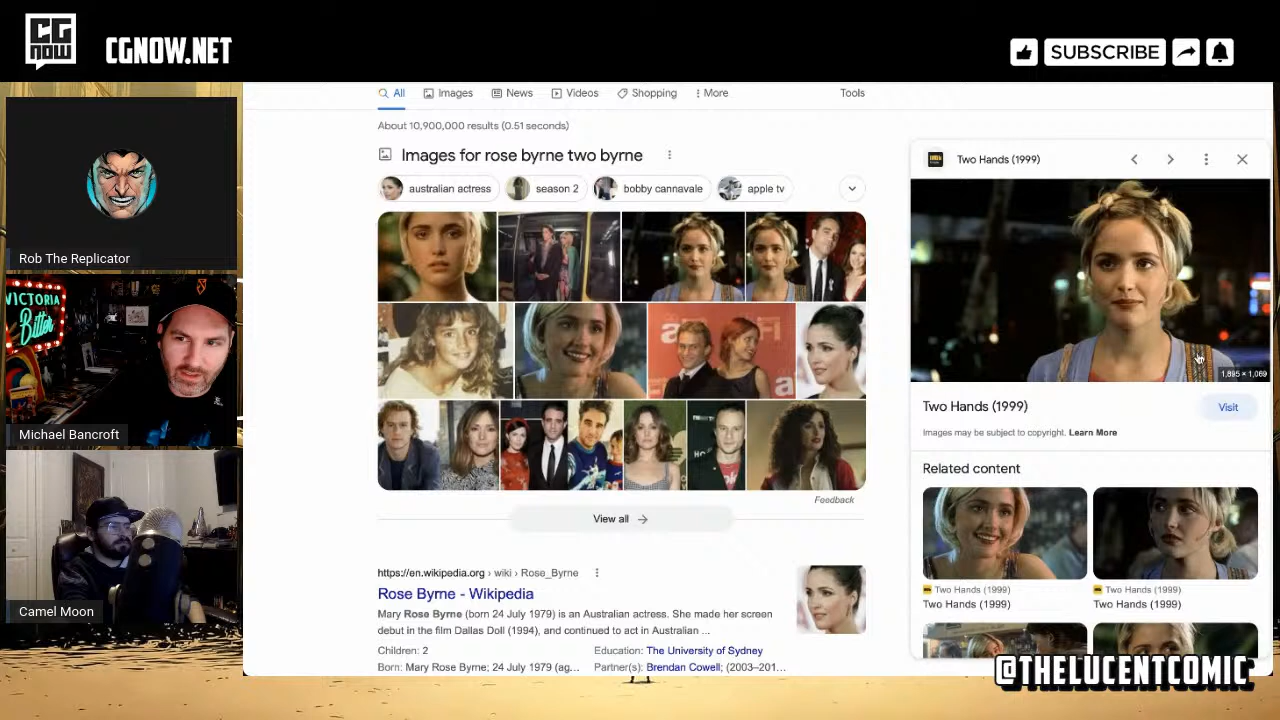 CG
NOW
CGNOW.NET
SUBSCRIBE
All
Images
News
Videos
Shopping
More
Tools
About 10,900,000 results (0.51 seconds)
Images for rose byrne two byrne
australian actress
season 2
bobby cannavale
apple tv
Feedback
View all
https://en.wikipedia.org › wiki › Rose_Byrne
Rose Byrne - Wikipedia
Mary Rose Byrne (born 24 July 1979) is an Australian actress. She made her screen
debut in the film Dallas Doll (1994), and continued to act in Australian ...
Children: 2
Education: The University of Sydney
Born: Mary Rose Byrne; 24 July 1979 (ag...
Partner(s): Brendan Cowell; (2003–201...
Two Hands (1999)
1,895 × 1,069
Two Hands (1999)
Visit
Images may be subject to copyright. Learn More
Related content
Two Hands (1999)
Two Hands (1999)
Two Hands (1999)
Two Hands (1999)
Rob The Replicator
VICTORIA
Bitter
Michael Bancroft
Camel Moon
@THELUCENTCOMIC